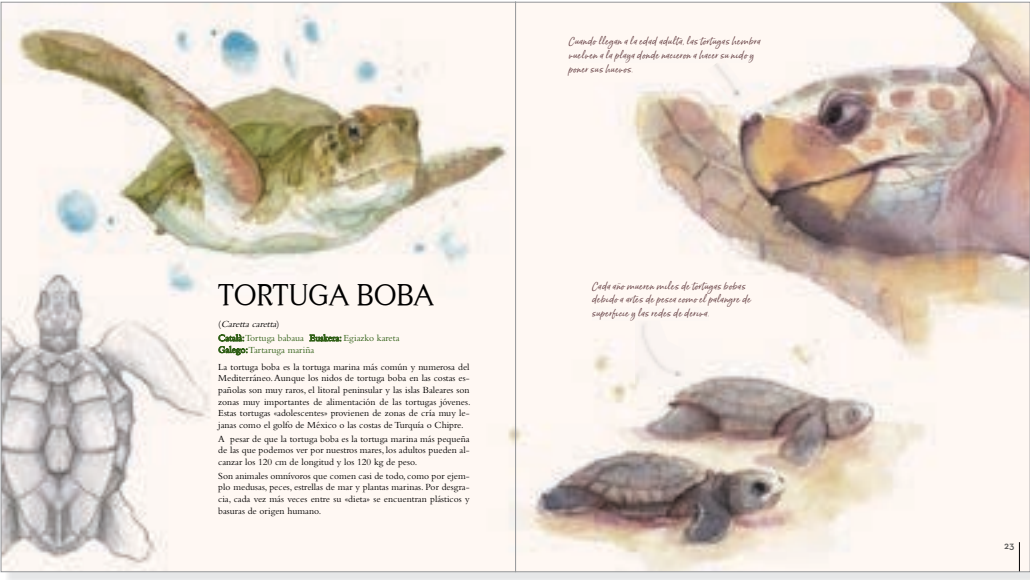 TORTUGA BOBA
(Caretta caretta)
Català: Tortuga babaua Euskera: Egiazko kareta
Galego: Tartaruga mariña
La tortuga boba es la tortuga marina más común y numerosa del
Mediterráneo. Aunque los nidos de tortuga boba en las costas es-
pañolas son muy raros, el litoral peninsular y las islas Baleares son
zonas muy importantes de alimentación de las tortugas jóvenes.
Estas tortugas «adolescentes» provienen de zonas de cría muy le-
janas como el golfo de México o las costas de Turquía o Chipre.
A pesar de que la tortuga boba es la tortuga marina más pequeña
de las que podemos ver por nuestros mares, los adultos pueden al-
canzar los 120 cm de longitud y los 120 kg de peso.
Son animales omnívoros que comen casi de todo, como por ejem-
plo medusas, peces, estrellas de mar y plantas marinas. Por desgra-
cia, cada vez más veces entre su «dieta» se encuentran plásticos y
basuras de origen humano.
Cuando llegan a la edad adulta, las tortugas hembra
vuelven a la playa donde nacieron a hacer su nido y
poner sus huevos.
Cada año mueren miles de tortugas bobas
debido a artes de pesca como el palangre de
superficie y las redes de deriva.
23